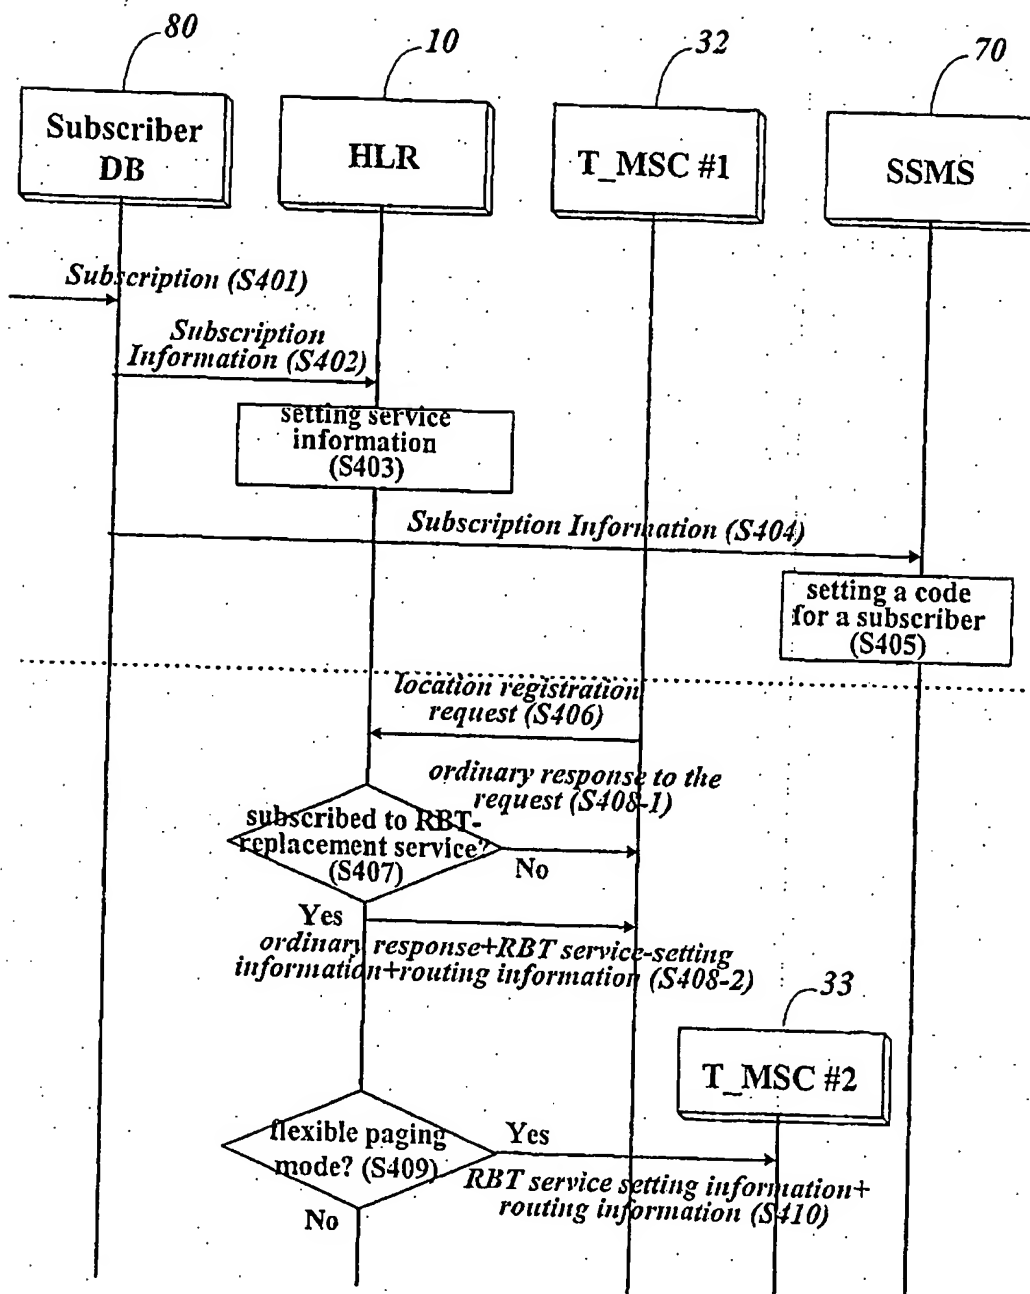 80
10
32
70
Subscriber
DB
HLR
T_MSC #1
SSMS
Subscription (S401)
Subscription
Information (S402)
setting service
information
(S403)
Subscription Information (S404)
setting a code
for a subscriber
(S405)
location registration
request (S406)
ordinary response to the
request (S408-1)
subscribed to RBT-
replacement service?
(S407)
No
Yes
ordinary response+RBT service-setting
information+routing information (S408-2)
33
T_MSC #2
flexible paging
mode? (S409)
Yes
RBT service setting information+
routing information (S410)
No